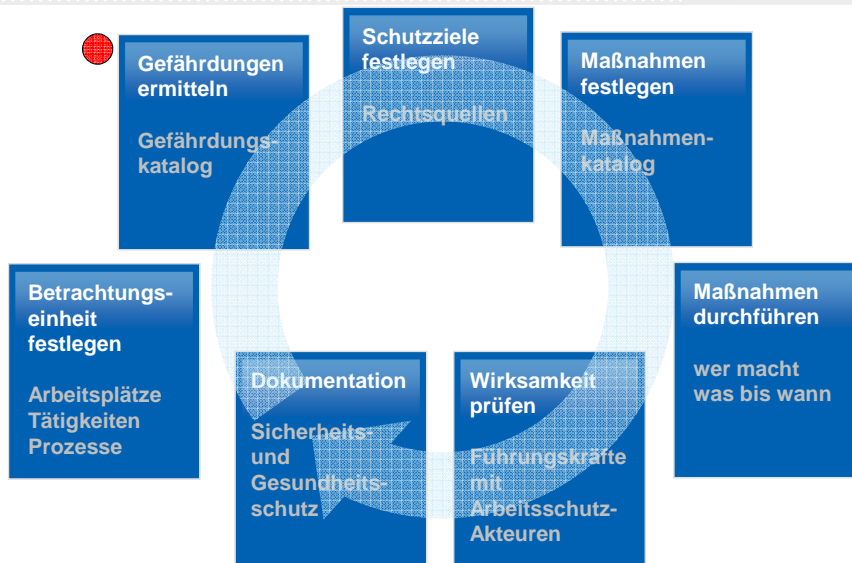 Gefährdungen
ermitteln
Gefährdungs-
katalog
Schutzziele
festlegen
Rechtsquellen
Maßnahmen
festlegen
Maßnahmen-
katalog
Betrachtungs-
einheit
festlegen
Arbeitsplätze
Tätigkeiten
Prozesse
Maßnahmen
durchführen
wer macht
was bis wann
Dokumentation
Sicherheits-
und
Gesundheits-
schutz
Wirksamkeit
prüfen
Führungskräfte
mit
Arbeitsschutz-
Akteuren